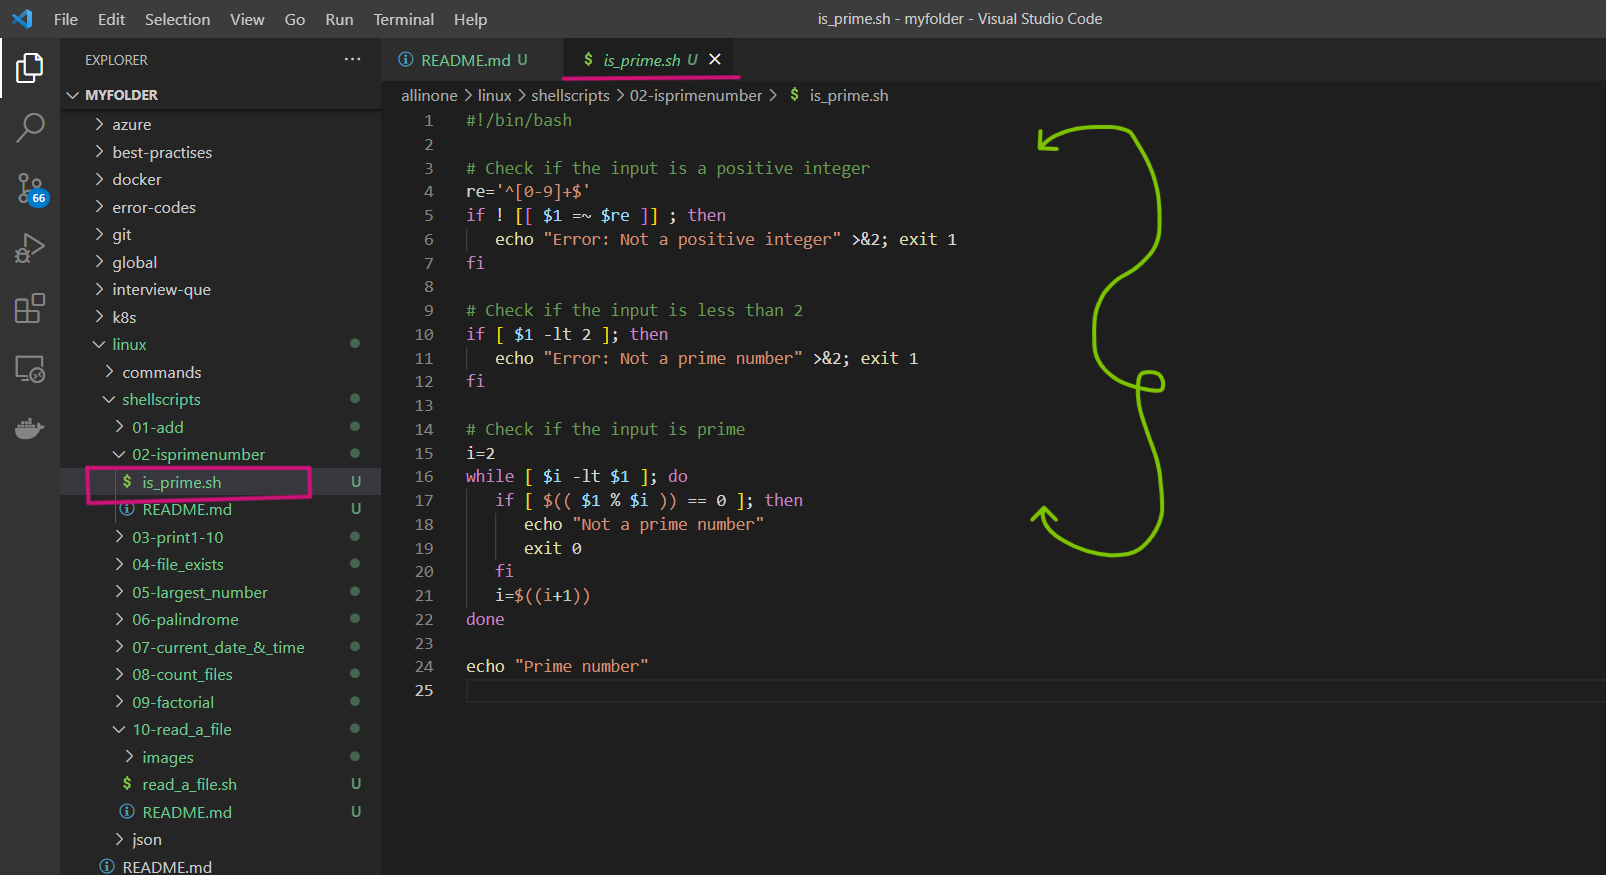 File Edit Selection View Go Run Terminal Help
is_prime.sh - myfolder - Visual Studio Code
EXPLORER ···
MYFOLDER
azure
best-practises
docker
error-codes
git
global
interview-que
k8s
linux
commands
shellscripts
01-add
02-isprimenumber
$ is_prime.sh U
README.md U
03-print1-10
04-file_exists
05-largest_number
06-palindrome
07-current_date_&_time
08-count_files
09-factorial
10-read_a_file
images
$ read_a_file.sh U
README.md U
json
README.md
66
README.md U
$ is_prime.sh U
allinone > linux > shellscripts > 02-isprimenumber > $ is_prime.sh
1 #!/bin/bash
2
3 # Check if the input is a positive integer
4 re='^[0-9]+$'
5 if ! [[ $1 =~ $re ]] ; then
6 echo "Error: Not a positive integer" >&2; exit 1
7 fi
8
9 # Check if the input is less than 2
10 if [ $1 -lt 2 ]; then
11 echo "Error: Not a prime number" >&2; exit 1
12 fi
13
14 # Check if the input is prime
15 i=2
16 while [ $i -lt $1 ]; do
17 if [ $(( $1 % $i )) == 0 ]; then
18 echo "Not a prime number"
19 exit 0
20 fi
21 i=$((i+1))
22 done
23
24 echo "Prime number"
25